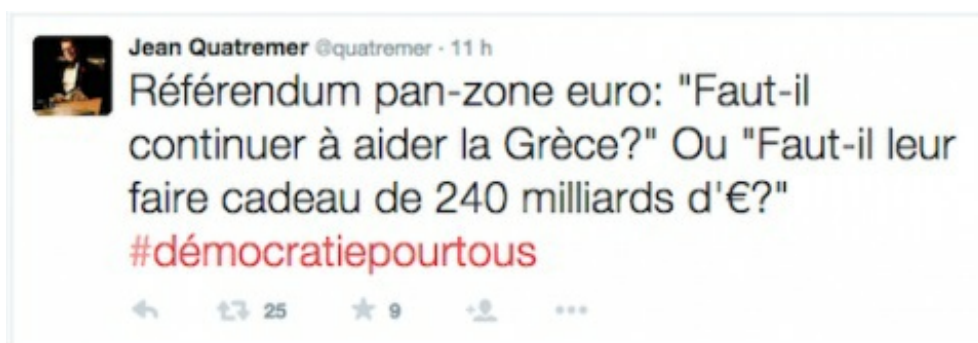 Jean Quatremer @quatremer · 11 h
Référendum pan-zone euro: "Faut-il
continuer à aider la Grèce?" Ou "Faut-il leur
faire cadeau de 240 milliards d'€?"
#démocratiepourtous
25 9